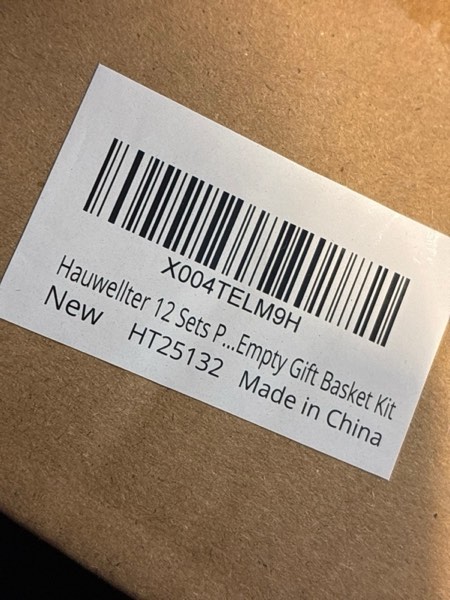 X004TELM9H
Hauwellter 12 Sets P...Empty Gift Basket Kit
New HT25132 Made in China